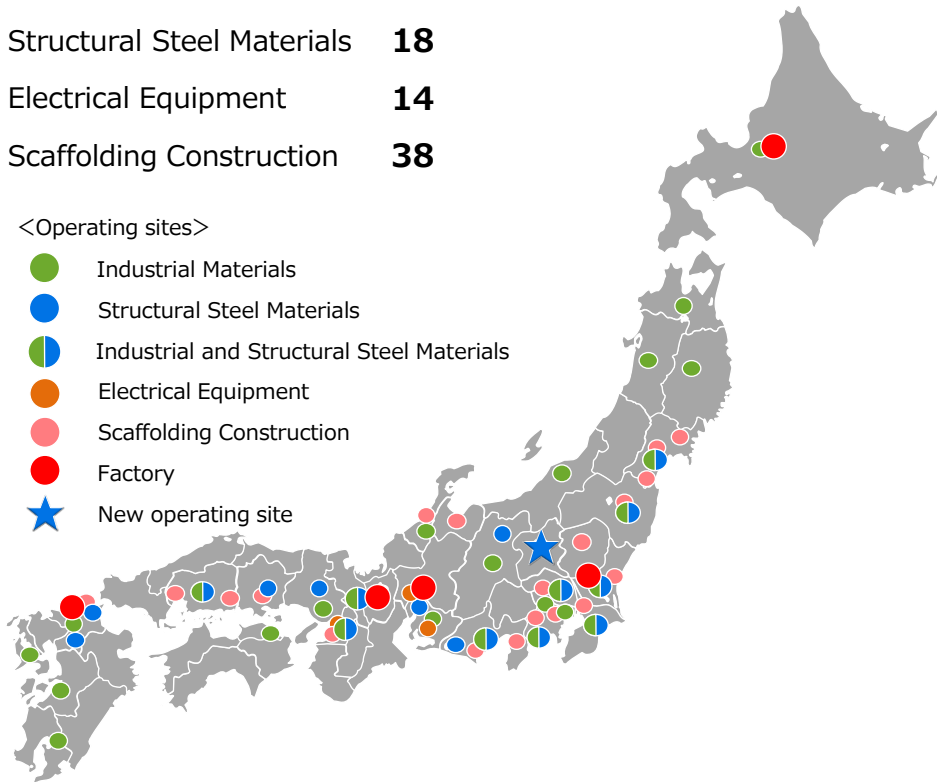 Structural Steel Materials 18
Electrical Equipment 14
Scaffolding Construction 38
<Operating sites>
Industrial Materials
Structural Steel Materials
Industrial and Structural Steel Materials
Electrical Equipment
Scaffolding Construction
Factory
New operating site